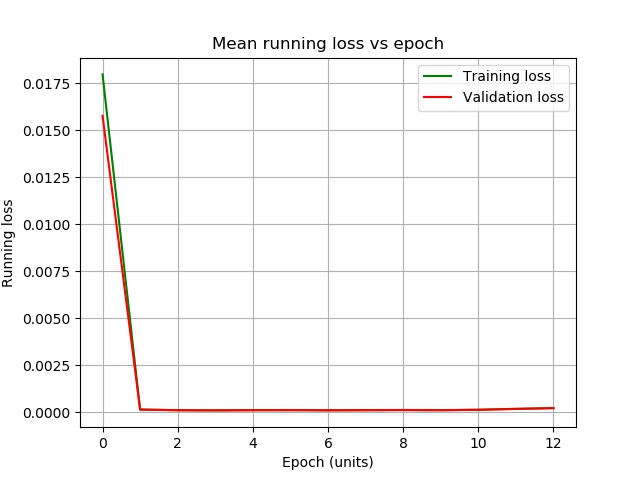 Mean running loss vs epoch
Training loss
Validation loss
0.0175
0.0150
0.0125
0.0100
0.0075
0.0050
0.0025
0.0000
Running loss
0 2 4 6 8 10 12
Epoch (units)